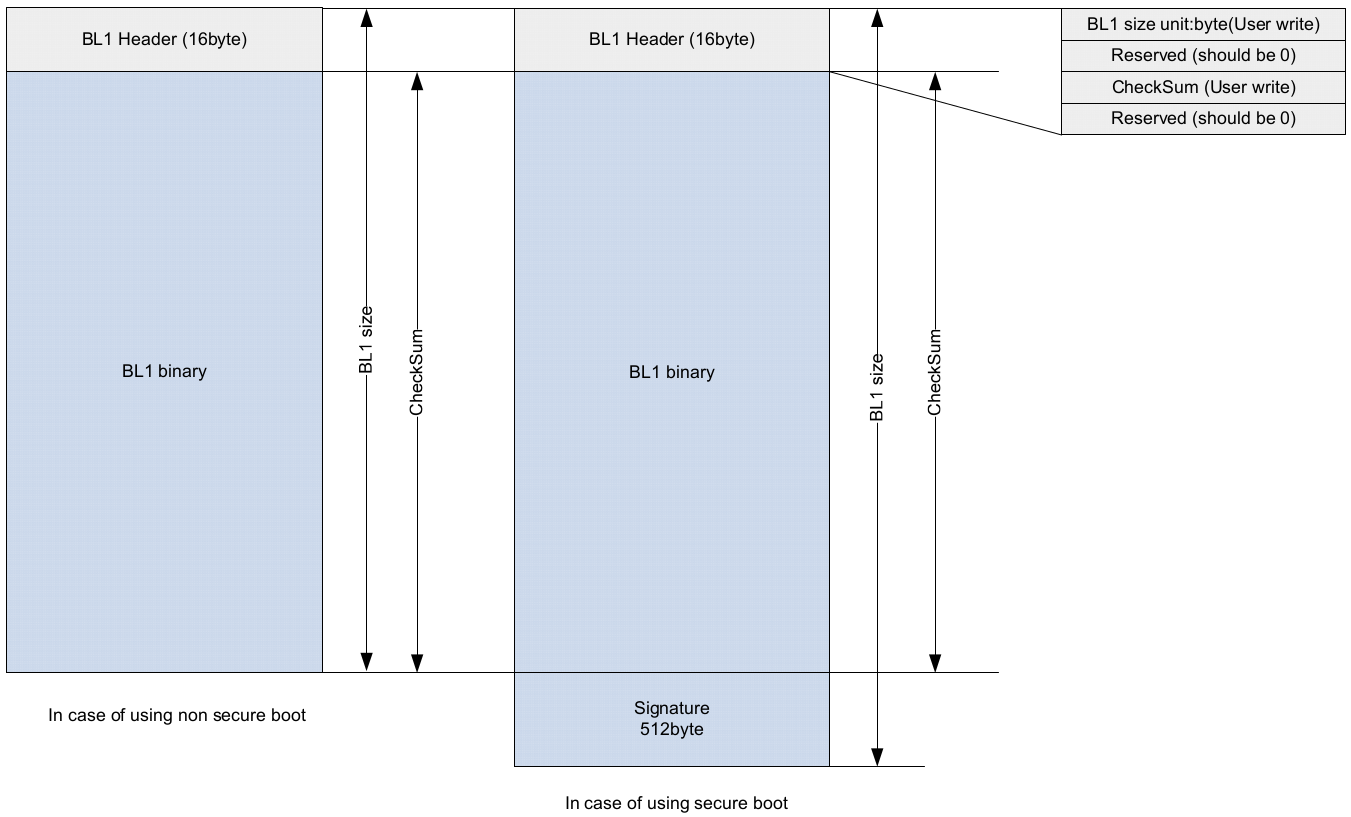 BL1 Header (16byte)
BL1 binary
BL1 size
CheckSum
In case of using non secure boot
BL1 Header (16byte)
BL1 binary
Signature
512byte
BL1 size
CheckSum
In case of using secure boot
BL1 size unit:byte(User write)
Reserved (should be 0)
CheckSum (User write)
Reserved (should be 0)